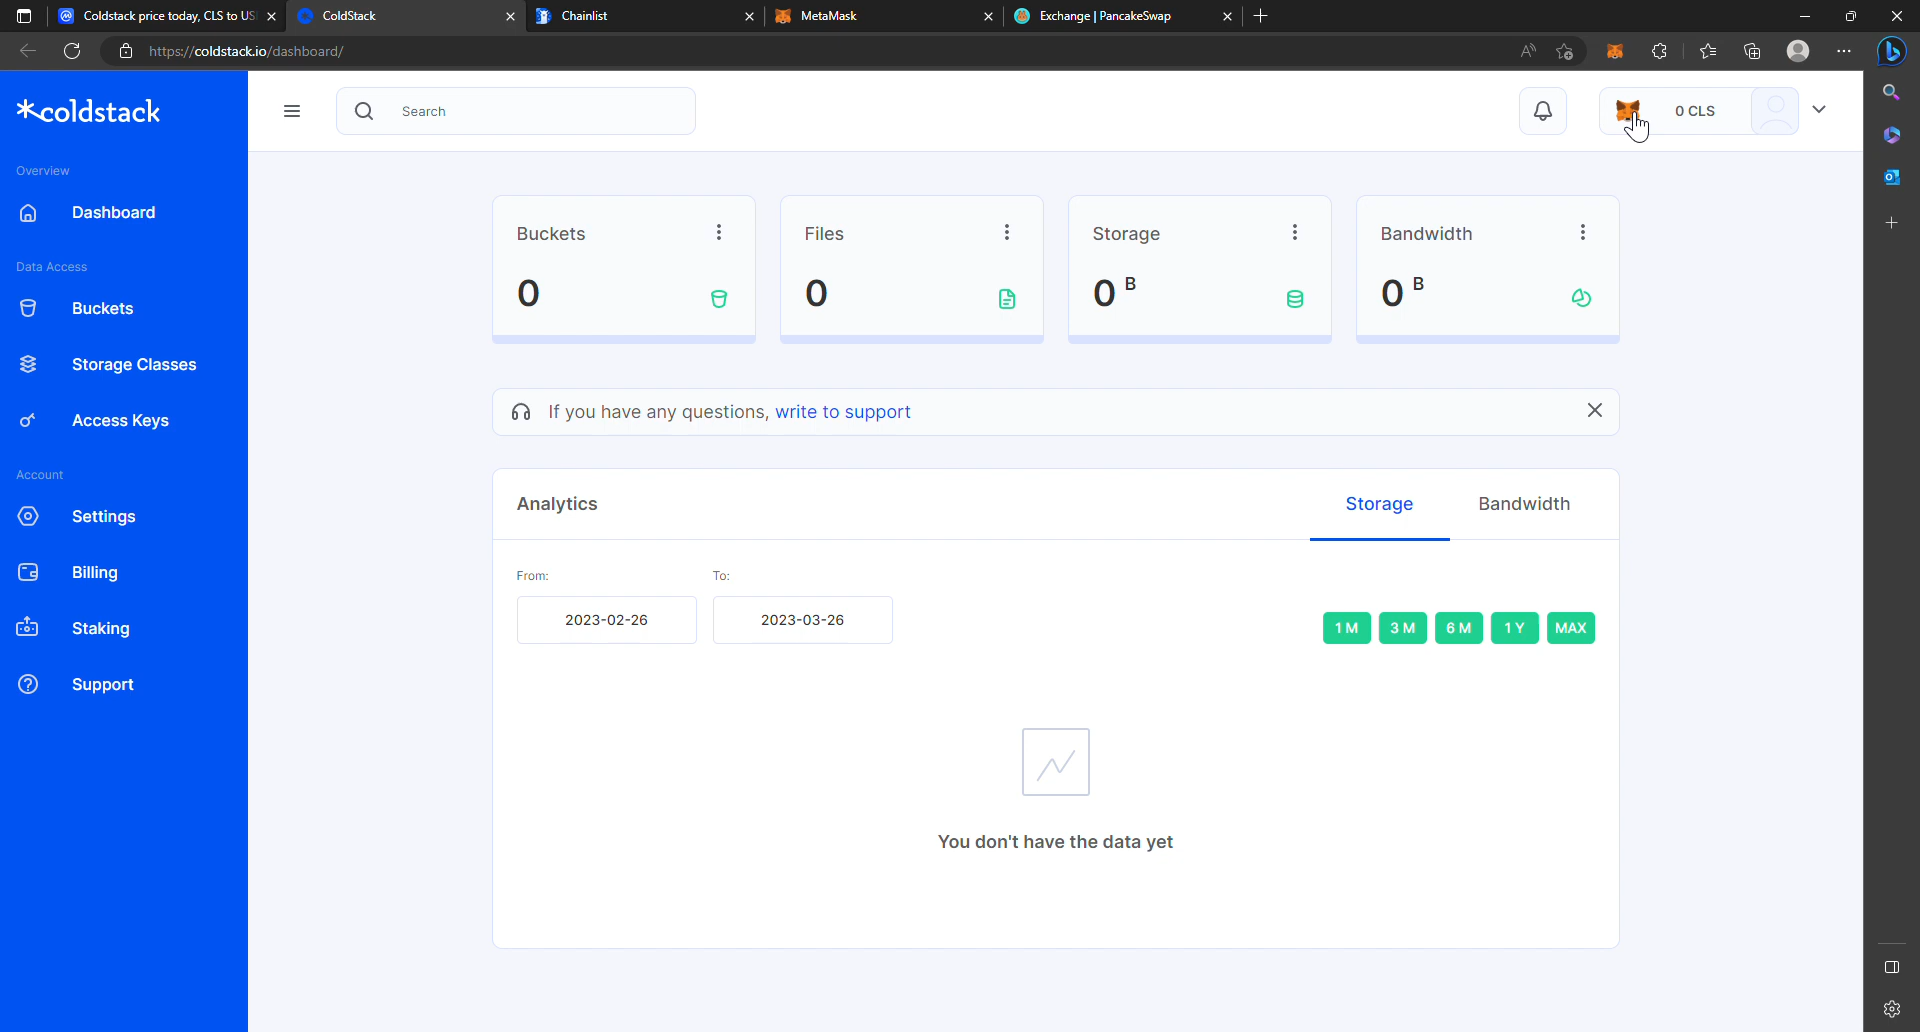 Coldstack price today, CLS to US
ColdStack
Chainlist
MetaMask
Exchange | PancakeSwap
https://coldstack.io/dashboard/
coldstack
Search
0 CLS
Overview
Dashboard
Data Access
Buckets
Storage Classes
Access Keys
Account
Settings
Billing
Staking
Support
Buckets
0
Files
0
Storage
0 B
Bandwidth
0 B
If you have any questions, write to support
Analytics
Storage
Bandwidth
From:
To:
2023-02-26
2023-03-26
1 M
3 M
6 M
1 Y
MAX
You don't have the data yet